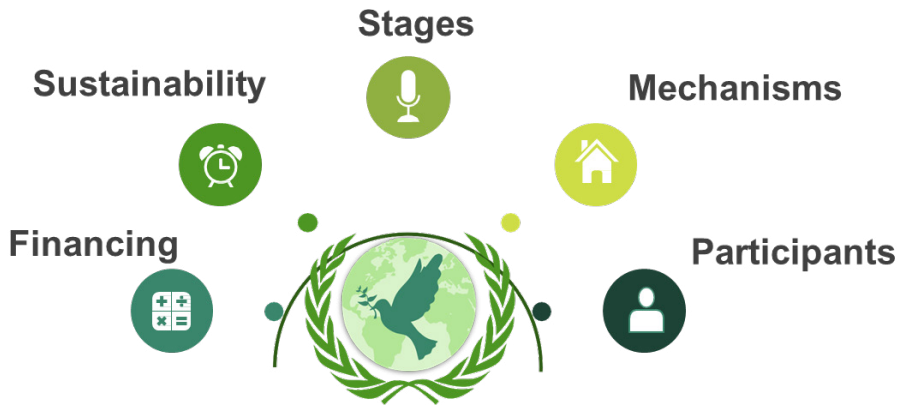 Stages
Sustainability
Mechanisms
Financing
Participants